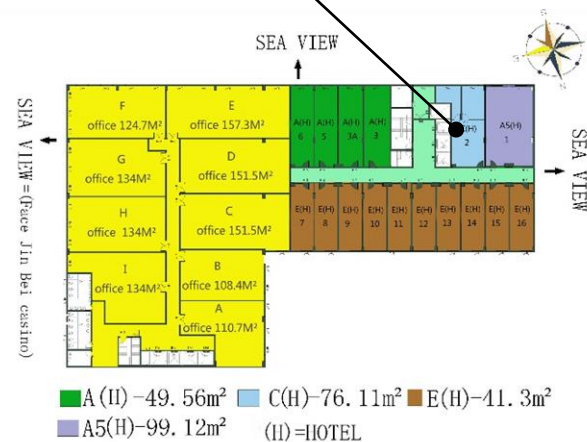 SEA VIEW
SEA VIEW=(Face Jin Bei casino)
SEA VIEW
F
office 124.7M²
E
office 157.3M²
G
office 134M²
D
office 151.5M²
H
office 134M²
C
office 151.5M²
I
office 134M²
B
office 108.4M²
A
office 110.7M²
A(H) 6
A(H) 5
A(H) 3A
A(H) 3
(H) 2
A5(H) 1
E(H) 7
E(H) 8
E(H) 9
E(H) 10
E(H) 11
E(H) 12
E(H) 13
E(H) 14
E(H) 15
E(H) 16
A(H)-49.56m² C(H)-76.11m² E(H)-41.3m²
A5(H)-99.12m² (H)=HOTEL